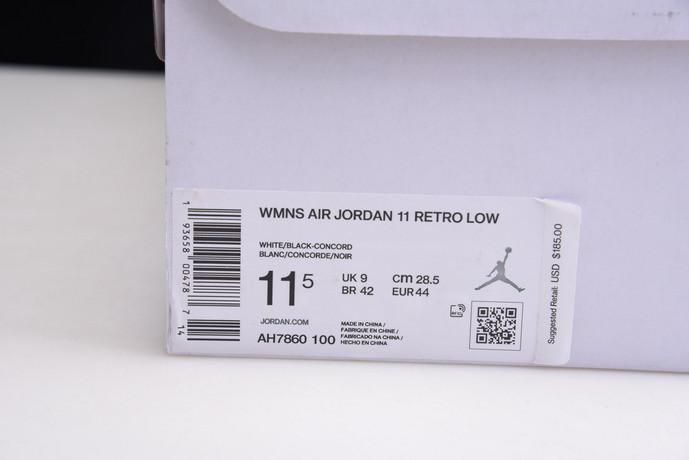 WMNS AIR JORDAN 11 RETRO LOW
WHITE/BLACK-CONCORD
BLANC/CONCORDE/NOIR
11 5
UK 9
CM 28.5
BR 42
EUR 44
JORDAN.COM
AH7860 100
MADE IN CHINA /
FABRIQUE EN CHINE /
FABRICADO NA CHINA /
HECHO EN CHINA
1 93658 00478 7 14
Suggested Retail: USD $185.00